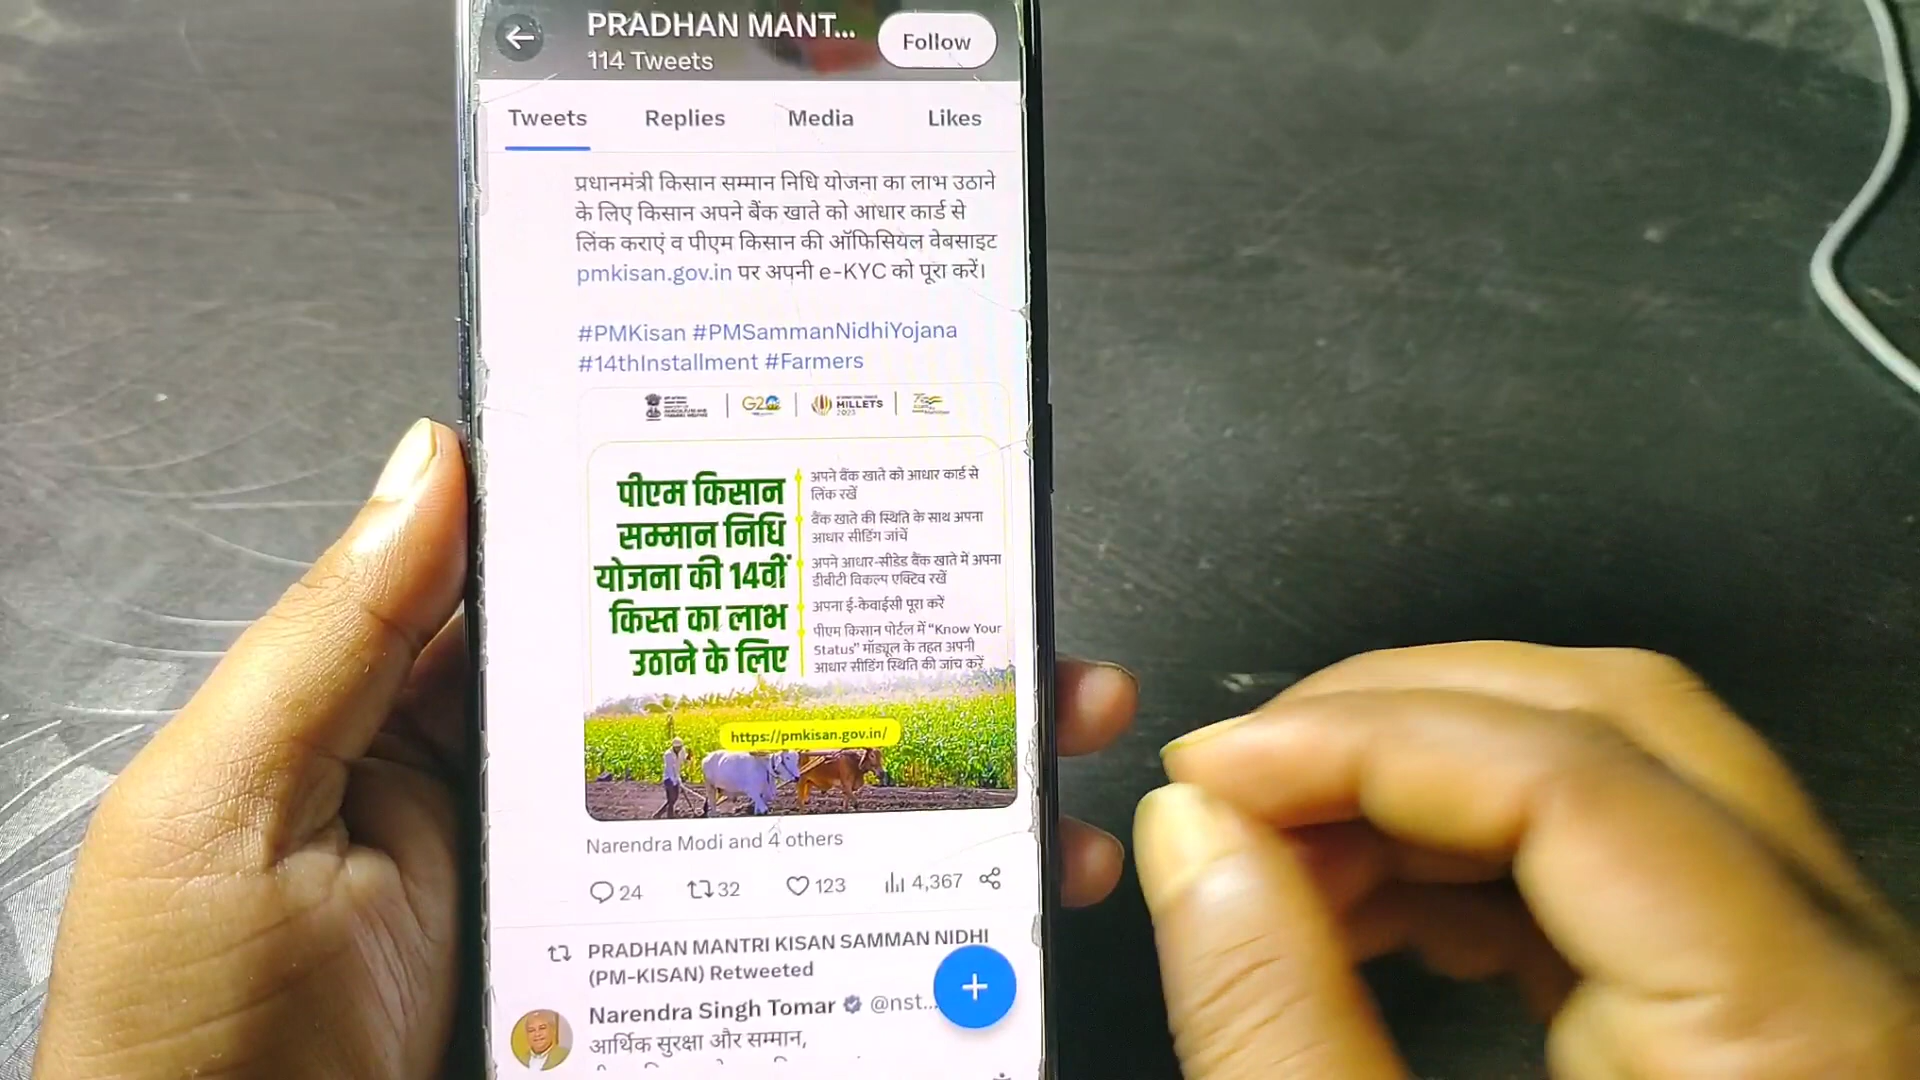 PRADHAN MANT...
114 Tweets
Follow
Tweets Replies Media Likes
प्रधानमंत्री किसान सम्मान निधि योजना का लाभ उठाने
के लिए किसान अपने बैंक खाते को आधार कार्ड से
लिंक कराएं व पीएम किसान की ऑफिसियल वेबसाइट
pmkisan.gov.in पर अपनी e-KYC को पूरा करें।
#PMKisan #PMSammanNidhiYojana
#14thInstallment #Farmers
G20
MILLETS
2023
पीएम किसान
सम्मान निधि
योजना की 14वीं
किस्त का लाभ
उठाने के लिए
अपने बैंक खाते को आधार कार्ड से
लिंक रखें
बैंक खाते की स्थिति के साथ अपना
आधार सीडिंग जांचें
अपने आधार-सीडेड बैंक खाते में अपना
डीबीटी विकल्प एक्टिव रखें
अपना ई-केवाईसी पूरा करें
पीएम किसान पोर्टल में “Know Your
Status” मॉड्यूल के तहत अपनी
आधार सीडिंग स्थिति की जांच करें
https://pmkisan.gov.in/
Narendra Modi and 4 others
24 32 123 4,367
PRADHAN MANTRI KISAN SAMMAN NIDHI
(PM-KISAN) Retweeted
Narendra Singh Tomar @nst...
आर्थिक सुरक्षा और सम्मान,